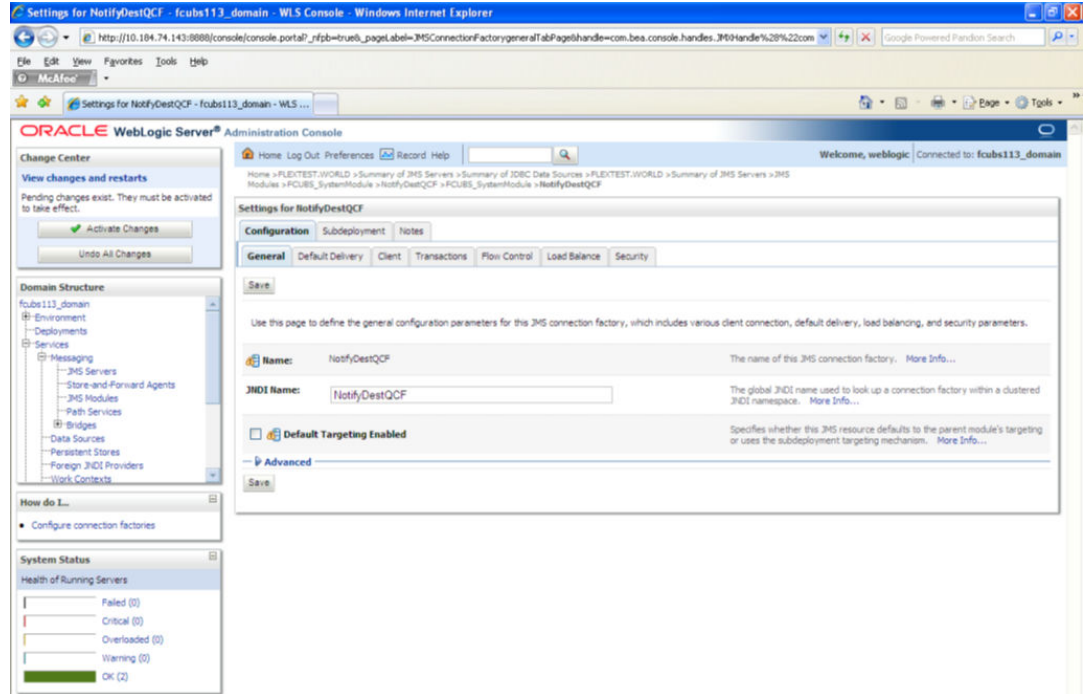 Settings for NotifyDestQCF - fcubs113_domain - WLS Console - Windows Internet Explorer
http://10.184.74.143:8888/console/console.portal?_nfpb=true&_pageLabel=JMSConnectionFactorygeneralTabPage&handle=com.bea.console.handles.JMXHandle%28%22com
Google Powered Pandion Search
File Edit View Favorites Tools Help
McAfee
Settings for NotifyDestQCF - fcubs113_domain - WLS ...
Page Tools
ORACLE WebLogic Server® Administration Console
Change Center
View changes and restarts
Pending changes exist. They must be activated
to take effect.
Activate Changes
Undo All Changes
Domain Structure
fcubs113_domain
Environment
Deployments
Services
Messaging
JMS Servers
Store-and-Forward Agents
JMS Modules
Path Services
Bridges
Data Sources
Persistent Stores
Foreign JNDI Providers
Work Contexts
How do I...
Configure connection factories
System Status
Health of Running Servers
Failed (0)
Critical (0)
Overloaded (0)
Warning (0)
OK (2)
Home Log Out Preferences Record Help
Welcome, weblogic Connected to: fcubs113_domain
Home >FLEXTEST.WORLD >Summary of JMS Servers >Summary of JDBC Data Sources >FLEXTEST.WORLD >Summary of JMS Servers >JMS
Modules >FCUBS_SystemModule >NotifyDestQCF >FCUBS_SystemModule >NotifyDestQCF
Settings for NotifyDestQCF
Configuration Subdeployment Notes
General Default Delivery Client Transactions Flow Control Load Balance Security
Save
Use this page to define the general configuration parameters for this JMS connection factory, which includes various client connection, default delivery, load balancing, and security parameters.
Name: NotifyDestQCF The name of this JMS connection factory. More Info...
JNDI Name: NotifyDestQCF The global JNDI name used to look up a connection factory within a clustered
JNDI namespace. More Info...
Default Targeting Enabled Specifies whether this JMS resource defaults to the parent module's targeting
or uses the subdeployment targeting mechanism. More Info...
Advanced
Save